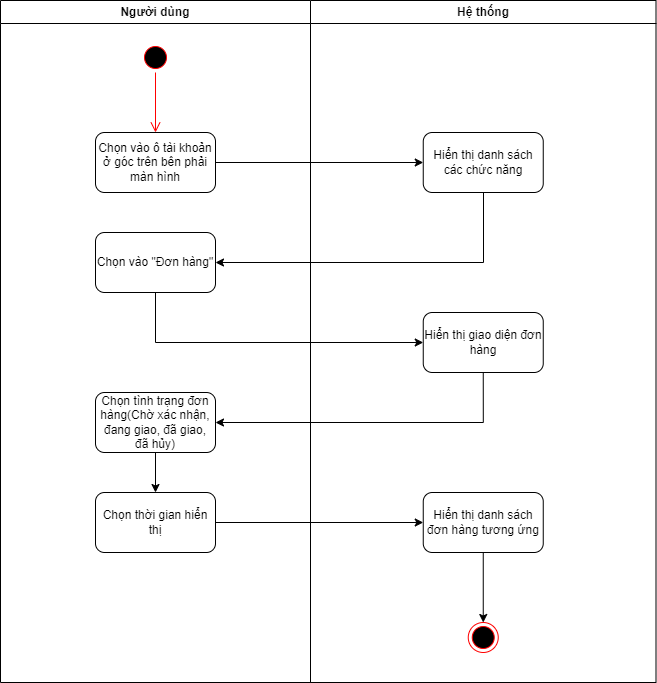 Người dùng
Hệ thống
Chọn vào ô tài khoản
ở góc trên bên phải
màn hình
Hiển thị danh sách
các chức năng
Chọn vào "Đơn hàng"
Hiển thị giao diện đơn
hàng
Chọn tình trạng đơn
hàng(Chờ xác nhận,
đang giao, đã giao,
đã hủy)
Chọn thời gian hiển
thị
Hiển thị danh sách
đơn hàng tương ứng